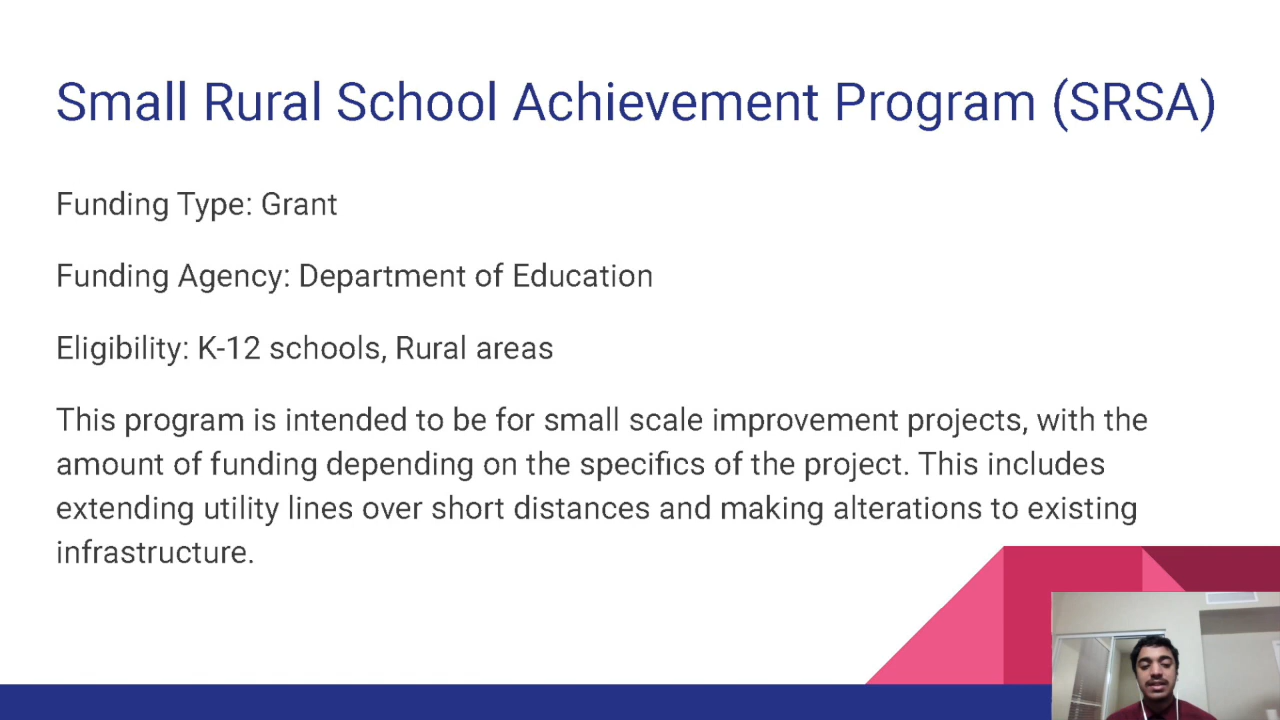 Small Rural School Achievement Program (SRSA)
Funding Type: Grant
Funding Agency: Department of Education
Eligibility: K-12 schools, Rural areas
This program is intended to be for small scale improvement projects, with the
amount of funding depending on the specifics of the project. This includes
extending utility lines over short distances and making alterations to existing
infrastructure.